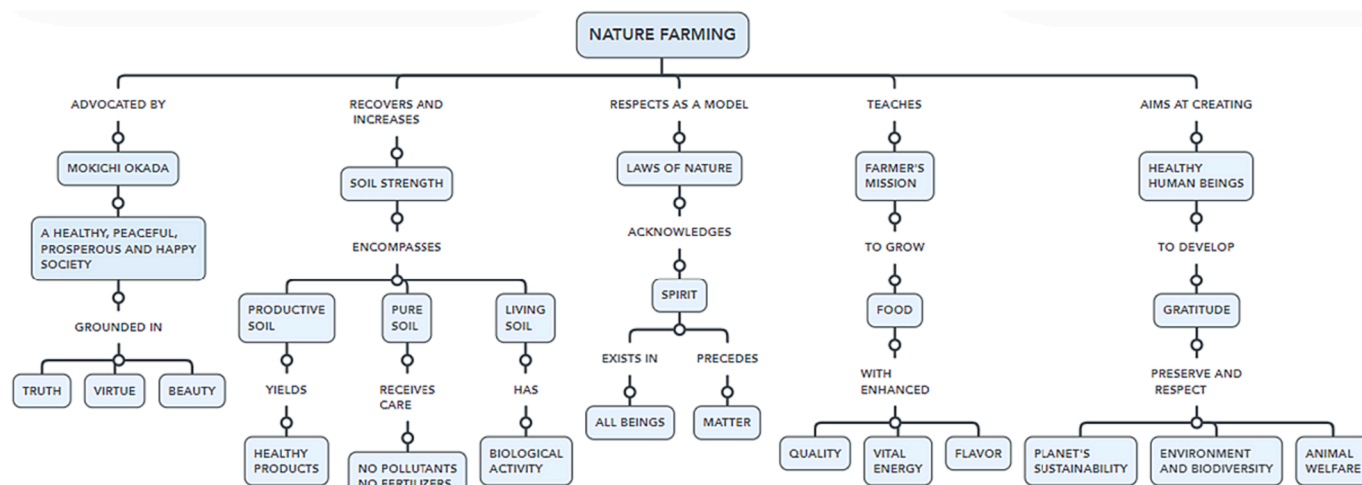 NATURE FARMING
ADVOCATED BY
MOKICHI OKADA
A HEALTHY, PEACEFUL,
PROSPEROUS AND HAPPY
SOCIETY
GROUNDED IN
TRUTH
VIRTUE
BEAUTY
RECOVERS AND
INCREASES
SOIL STRENGTH
ENCOMPASSES
PRODUCTIVE
SOIL
YIELDS
HEALTHY
PRODUCTS
PURE
SOIL
RECEIVES
CARE
NO POLLUTANTS
NO FERTILIZERS
LIVING
SOIL
HAS
BIOLOGICAL
ACTIVITY
RESPECTS AS A MODEL
LAWS OF NATURE
ACKNOWLEDGES
SPIRIT
EXISTS IN
ALL BEINGS
PRECEDES
MATTER
TEACHES
FARMER'S
MISSION
TO GROW
FOOD
WITH
ENHANCED
QUALITY
VITAL
ENERGY
FLAVOR
AIMS AT CREATING
HEALTHY
HUMAN BEINGS
TO DEVELOP
GRATITUDE
PRESERVE AND
RESPECT
PLANET'S
SUSTAINABILITY
ENVIRONMENT
AND BIODIVERSITY
ANIMAL
WELFARE